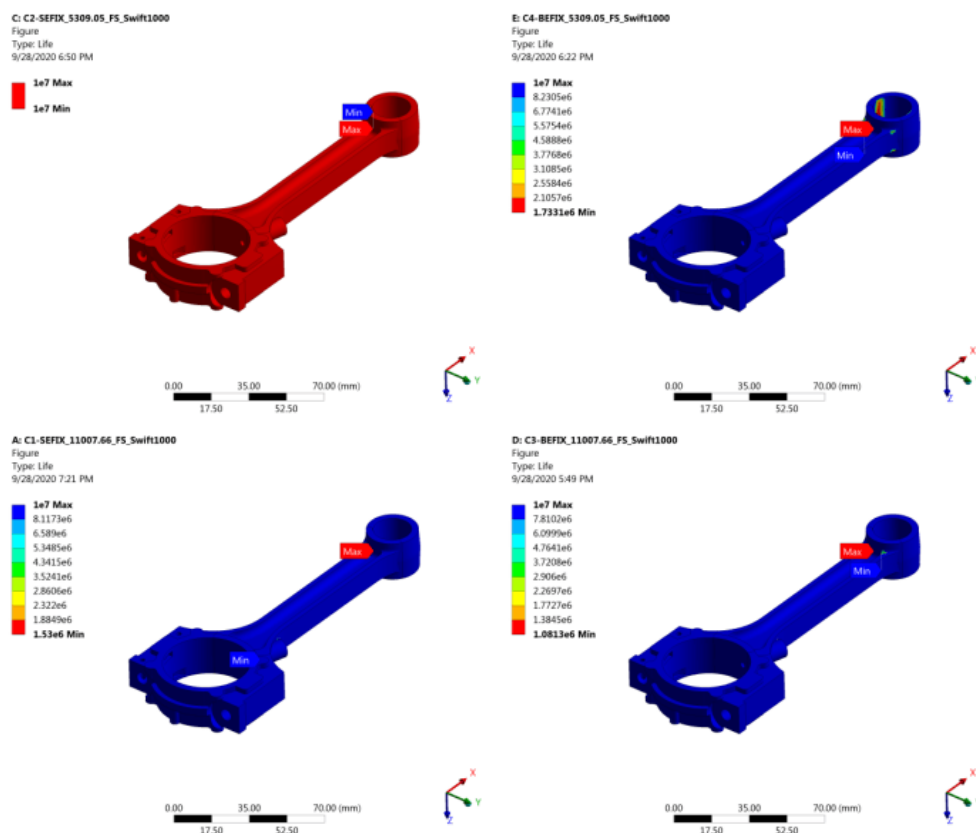 C: C2-SEFIX_5309.05_FS_Swift1000
Figure
Type: Life
9/28/2020 6:50 PM
1e7 Max
1e7 Min
Min
Max
X
Y
Z
0.00 35.00 70.00 (mm)
17.50 52.50
E: C4-BEFIX_5309.05_FS_Swift1000
Figure
Type: Life
9/28/2020 6:22 PM
1e7 Max
8.2305e6
6.7741e6
5.5754e6
4.5888e6
3.7768e6
3.1085e6
2.5584e6
2.1057e6
1.7331e6 Min
Max
Min
X
Y
Z
0.00 35.00 70.00 (mm)
17.50 52.50
A: C1-SEFIX_11007.66_FS_Swift1000
Figure
Type: Life
9/28/2020 7:21 PM
1e7 Max
8.1173e6
6.589e6
5.3485e6
4.3415e6
3.5241e6
2.8606e6
2.322e6
1.8849e6
1.53e6 Min
Max
Min
X
Y
Z
0.00 35.00 70.00 (mm)
17.50 52.50
D: C3-BEFIX_11007.66_FS_Swift1000
Figure
Type: Life
9/28/2020 5:49 PM
1e7 Max
7.8102e6
6.0999e6
4.7641e6
3.7208e6
2.906e6
2.2697e6
1.7727e6
1.3845e6
1.0813e6 Min
Max
Min
X
Y
Z
0.00 35.00 70.00 (mm)
17.50 52.50